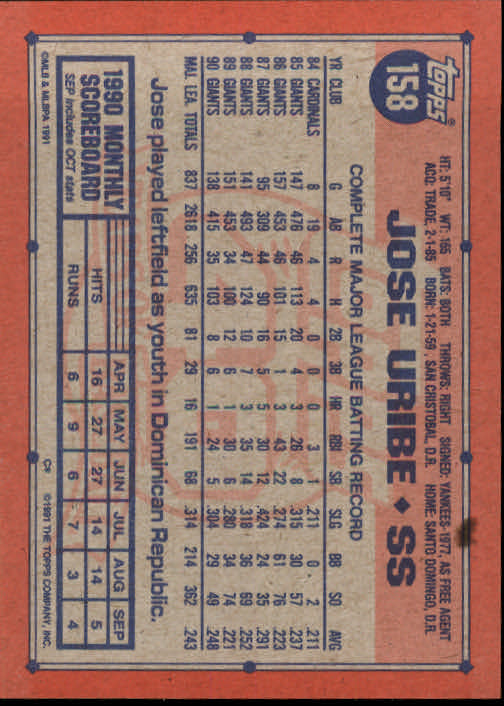 topps®
158
JOSE URIBE ♦ SS
HT: 5'10" WT: 165 BATS: BOTH THROWS: RIGHT SIGNED: YANKEES-1977, AS FREE AGENT
ACQ: TRADE, 2-1-85 BORN: 1-21-59, SAN CRISTOBAL, D.R. HOME: SANTO DOMINGO, D.R.
COMPLETE MAJOR LEAGUE BATTING RECORD
YR CLUB G AB R H 2B 3B HR RBI SB SLG BB SO AVG
84 CARDINALS 8 19 4 4 0 0 0 3 1 .211 0 2 .211
85 GIANTS 147 476 46 113 20 4 3 26 8 .315 30 57 .237
86 GIANTS 157 453 46 101 15 1 3 43 22 .274 61 76 .223
87 GIANTS 95 309 44 90 16 5 5 30 12 .424 24 35 .291
88 GIANTS 141 493 47 124 10 7 3 35 14 .318 36 69 .252
89 GIANTS 151 453 34 100 12 6 1 30 6 .280 34 74 .221
90 GIANTS 138 415 35 103 8 6 1 24 5 .304 29 49 .248
MAJ. LEA. TOTALS 837 2618 256 635 81 29 16 191 68 .314 214 362 .243
Jose played leftfield as youth in Dominican Republic.
1990 MONTHLY SCOREBOARD
SEP includes OCT stats
APR MAY JUN JUL AUG SEP
HITS 16 27 27 14 14 5
RUNS 6 9 6 7 3 4
©MLB & MLBPA 1991
C* ©1991 THE TOPPS COMPANY, INC.